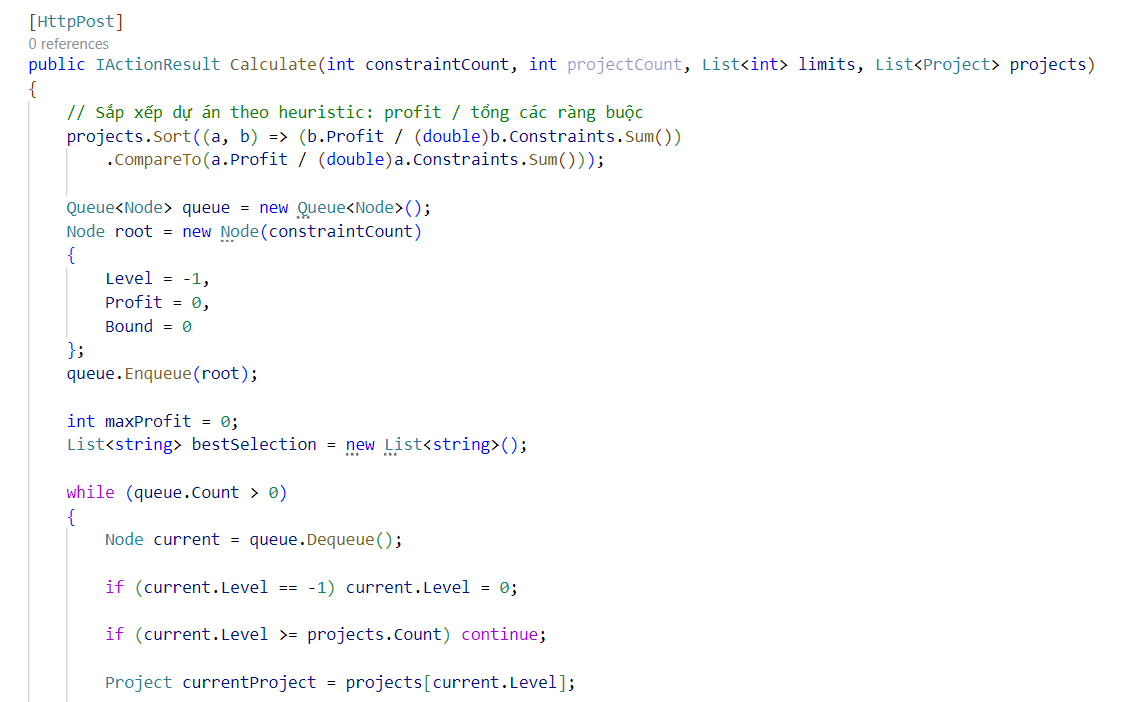 [HttpPost]
0 references
public IActionResult Calculate(int constraintCount, int projectCount, List<int> limits, List<Project> projects)
{
// Sắp xếp dự án theo heuristic: profit / tổng các ràng buộc
projects.Sort((a, b) => (b.Profit / (double)b.Constraints.Sum())
.CompareTo(a.Profit / (double)a.Constraints.Sum()));
Queue<Node> queue = new Queue<Node>();
Node root = new Node(constraintCount)
{
Level = -1,
Profit = 0,
Bound = 0
};
queue.Enqueue(root);
int maxProfit = 0;
List<string> bestSelection = new List<string>();
while (queue.Count > 0)
{
Node current = queue.Dequeue();
if (current.Level == -1) current.Level = 0;
if (current.Level >= projects.Count) continue;
Project currentProject = projects[current.Level];